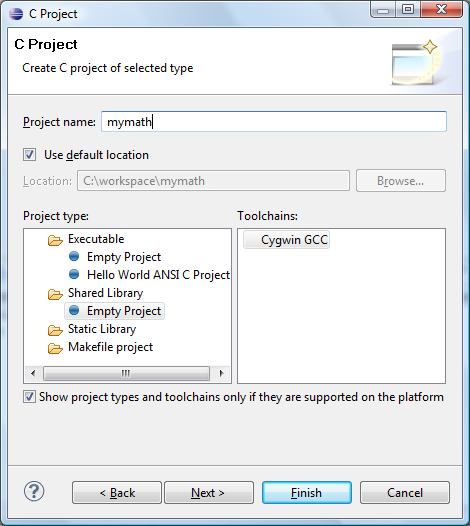 C Project
C Project
Create C project of selected type
Project name: mymath
Use default location
Location: C:\workspace\mymath Browse...
Project type: Toolchains:
Executable
Empty Project
Hello World ANSI C Project
Shared Library
Empty Project
Static Library
Makefile project
Cygwin GCC
Show project types and toolchains only if they are supported on the platform
? < Back Next > Finish Cancel